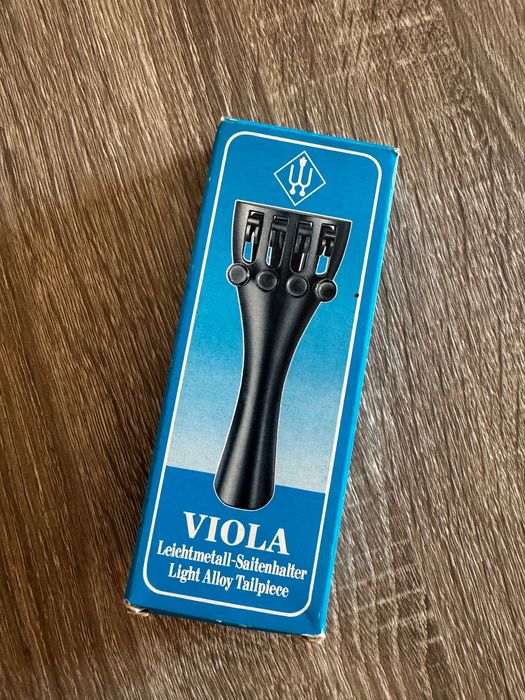 VIOLA
Leichtmetall-Saitenhalter
Light Alloy Tailpiece